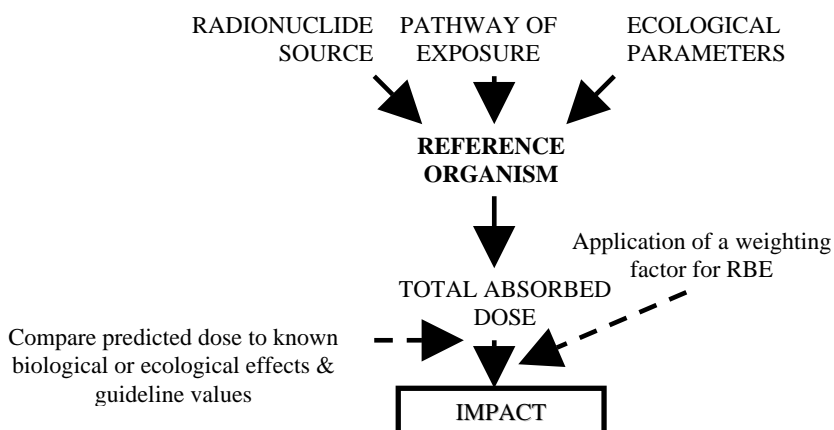 RADIONUCLIDE SOURCE
PATHWAY OF EXPOSURE
ECOLOGICAL PARAMETERS
REFERENCE
ORGANISM
Application of a weighting
factor for RBE
TOTAL ABSORBED
DOSE
Compare predicted dose to known
biological or ecological effects &
guideline values
IMPACT